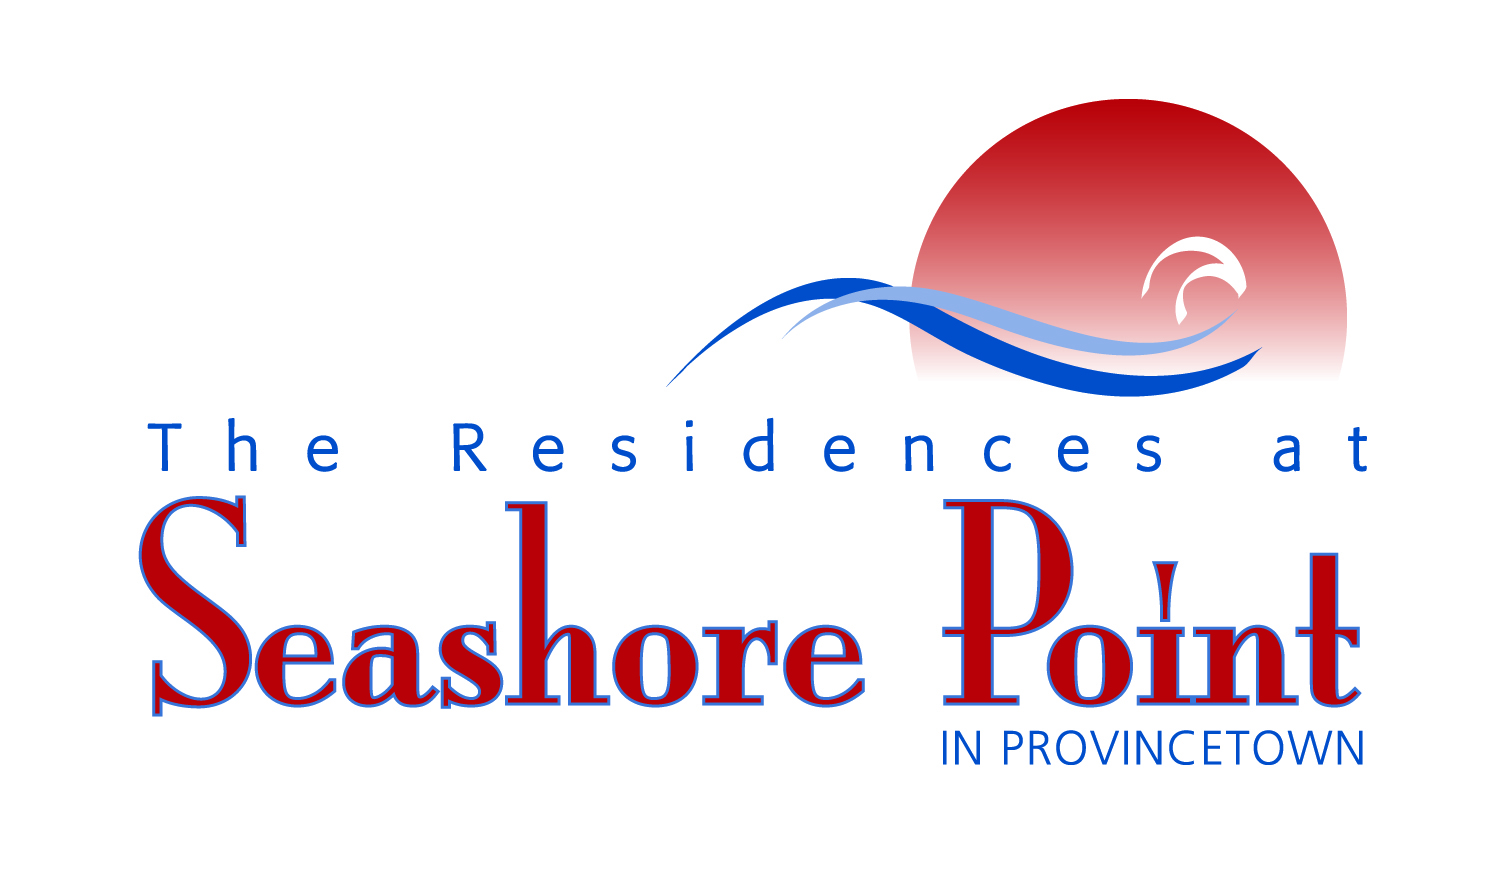 The Residences at
Seashore Point
IN PROVINCETOWN